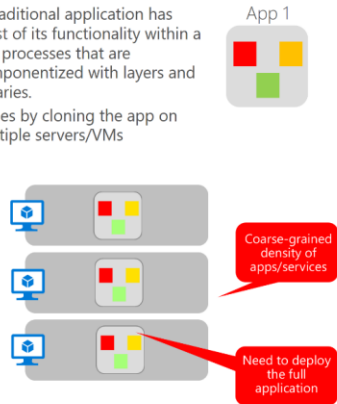 aditional application has
st of its functionality within a
processes that are
mponentized with layers and
aries.
es by cloning the app on
tiple servers/VMs
App 1
Coarse-grained
density of
apps/services
Need to deploy
the full
application